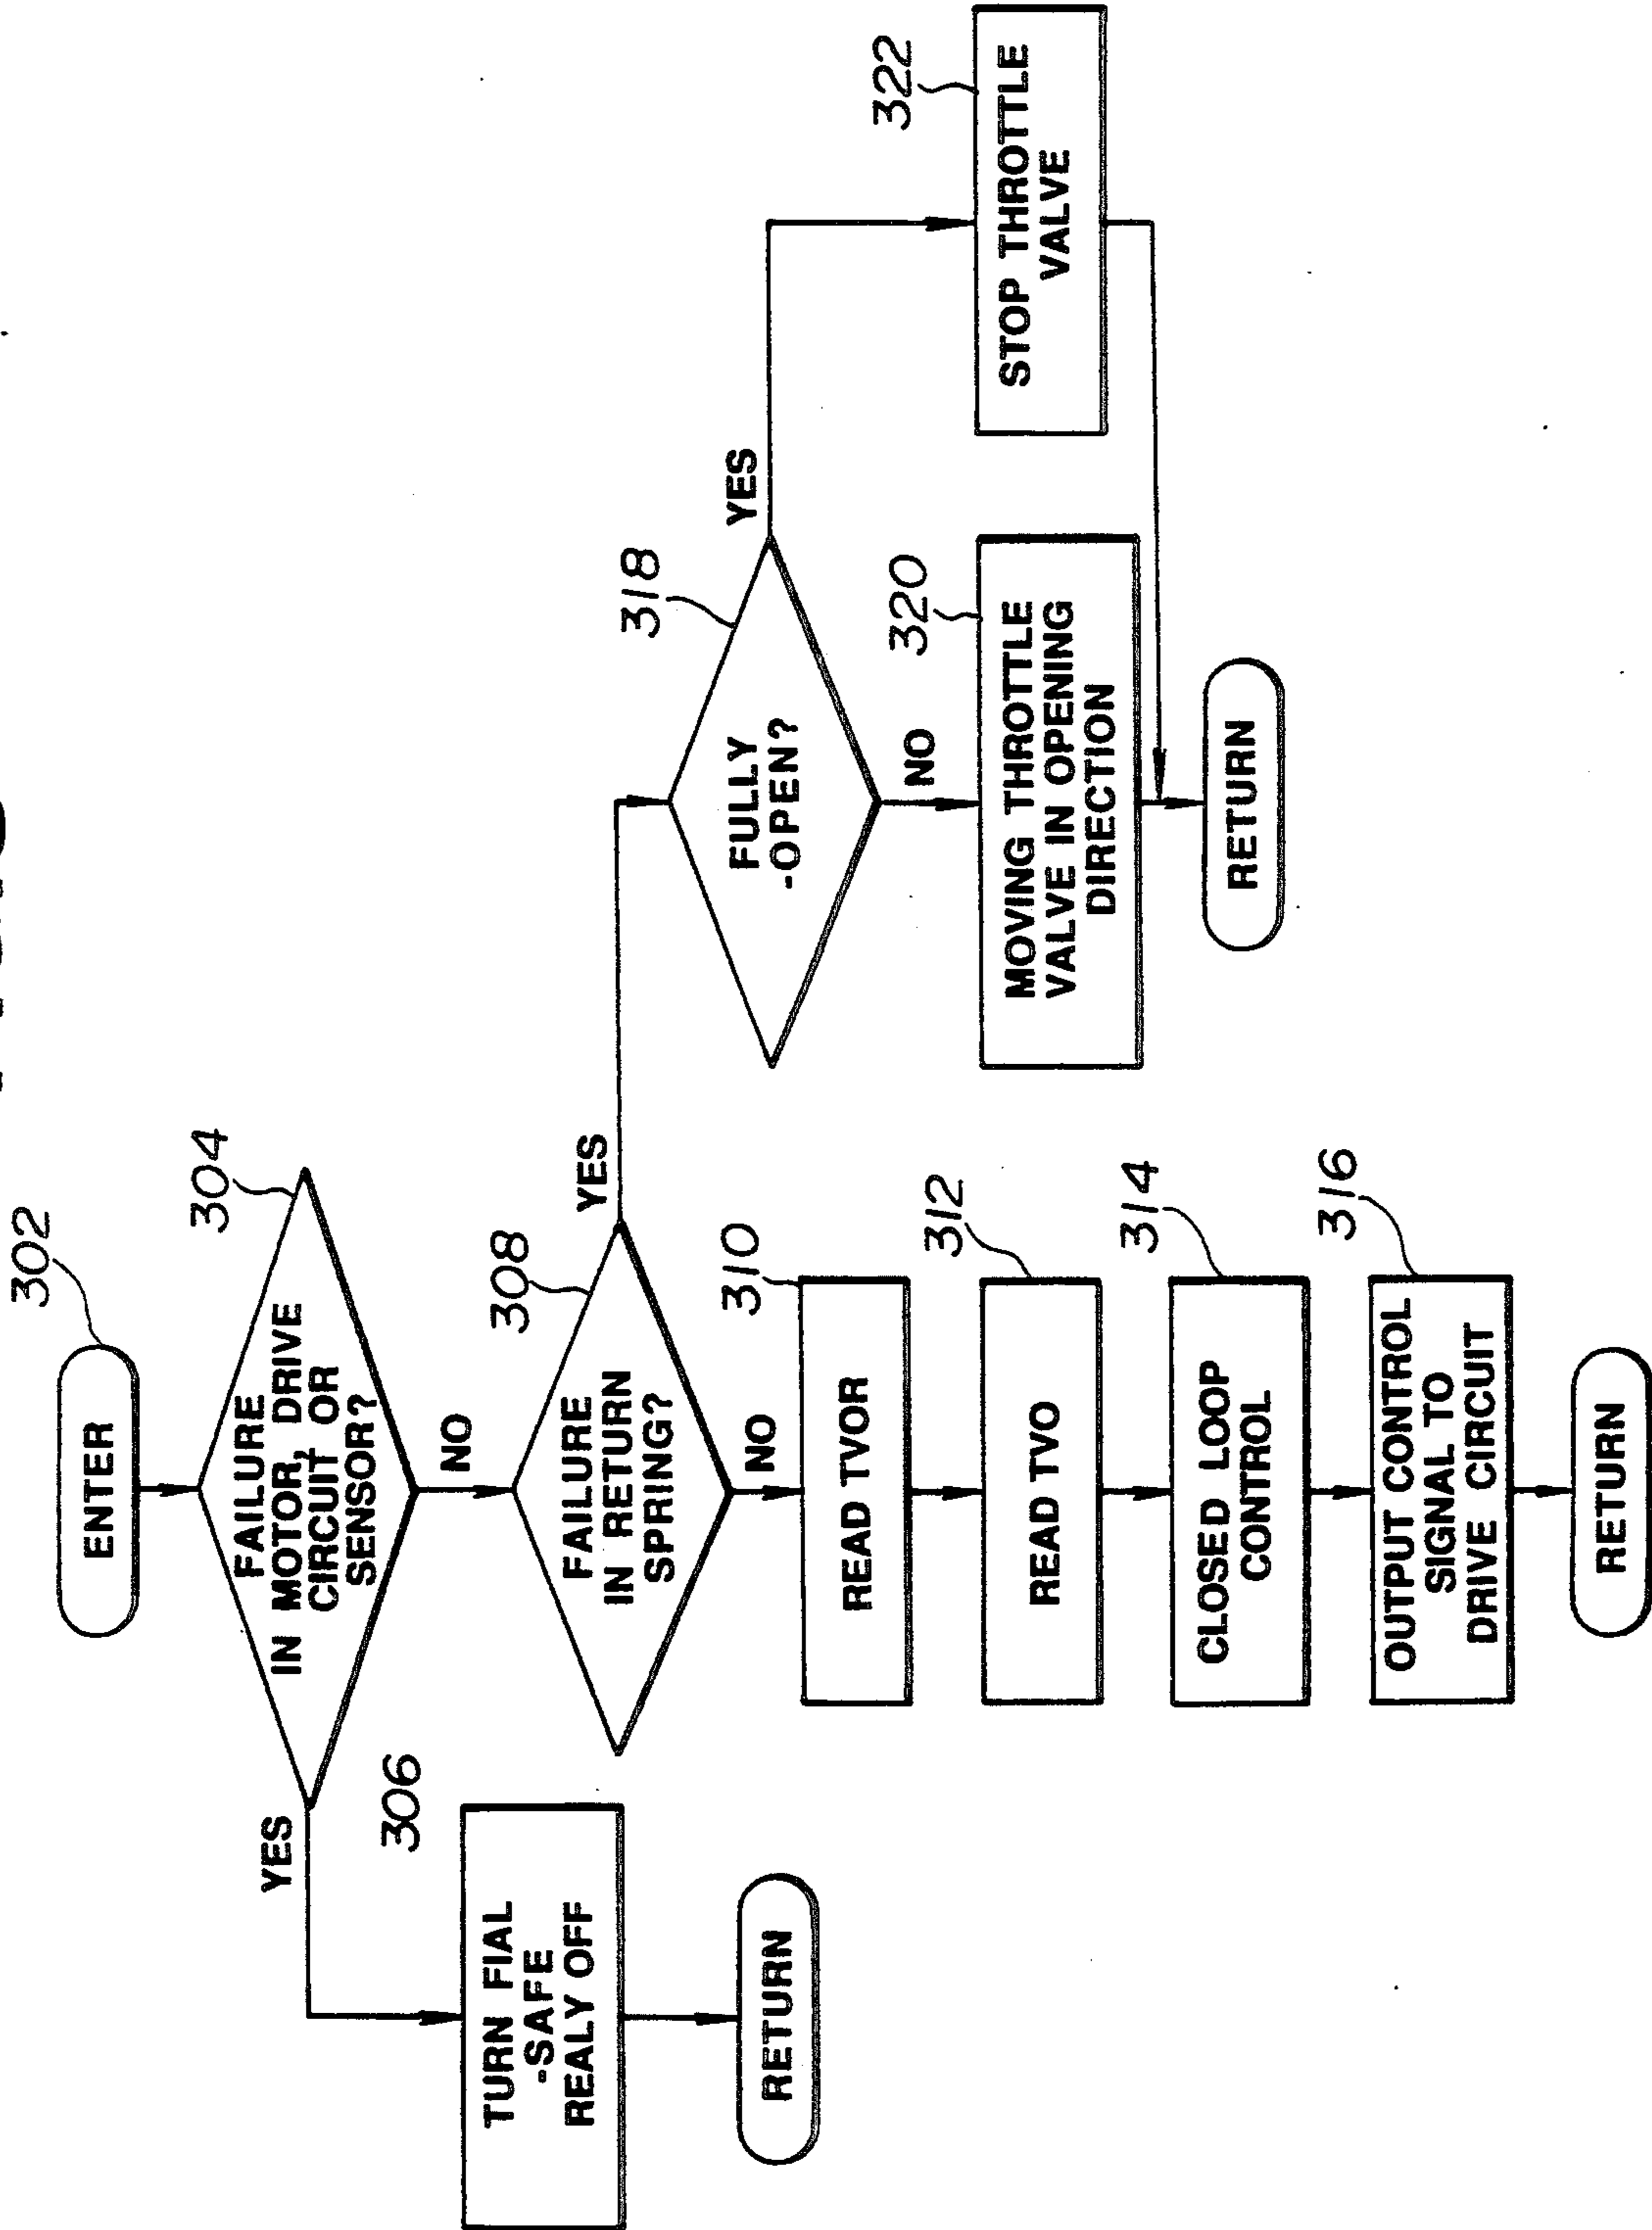 302
ENTER
304
FAILURE
IN MOTOR, DRIVE
CIRCUIT OR
SENSOR?
YES
NO
306
TURN FIAL
-SAFE
REALY OFF
RETURN
308
FAILURE
IN RETURN
SPRING?
YES
NO
310
READ TVOR
312
READ TVO
314
CLOSED LOOP
CONTROL
316
OUTPUT CONTROL
SIGNAL TO
DRIVE CIRCUIT
RETURN
318
FULLY
-OPEN?
YES
NO
320
MOVING THROTTLE
VALVE IN OPENING
DIRECTION
RETURN
322
STOP THROTTLE
VALVE